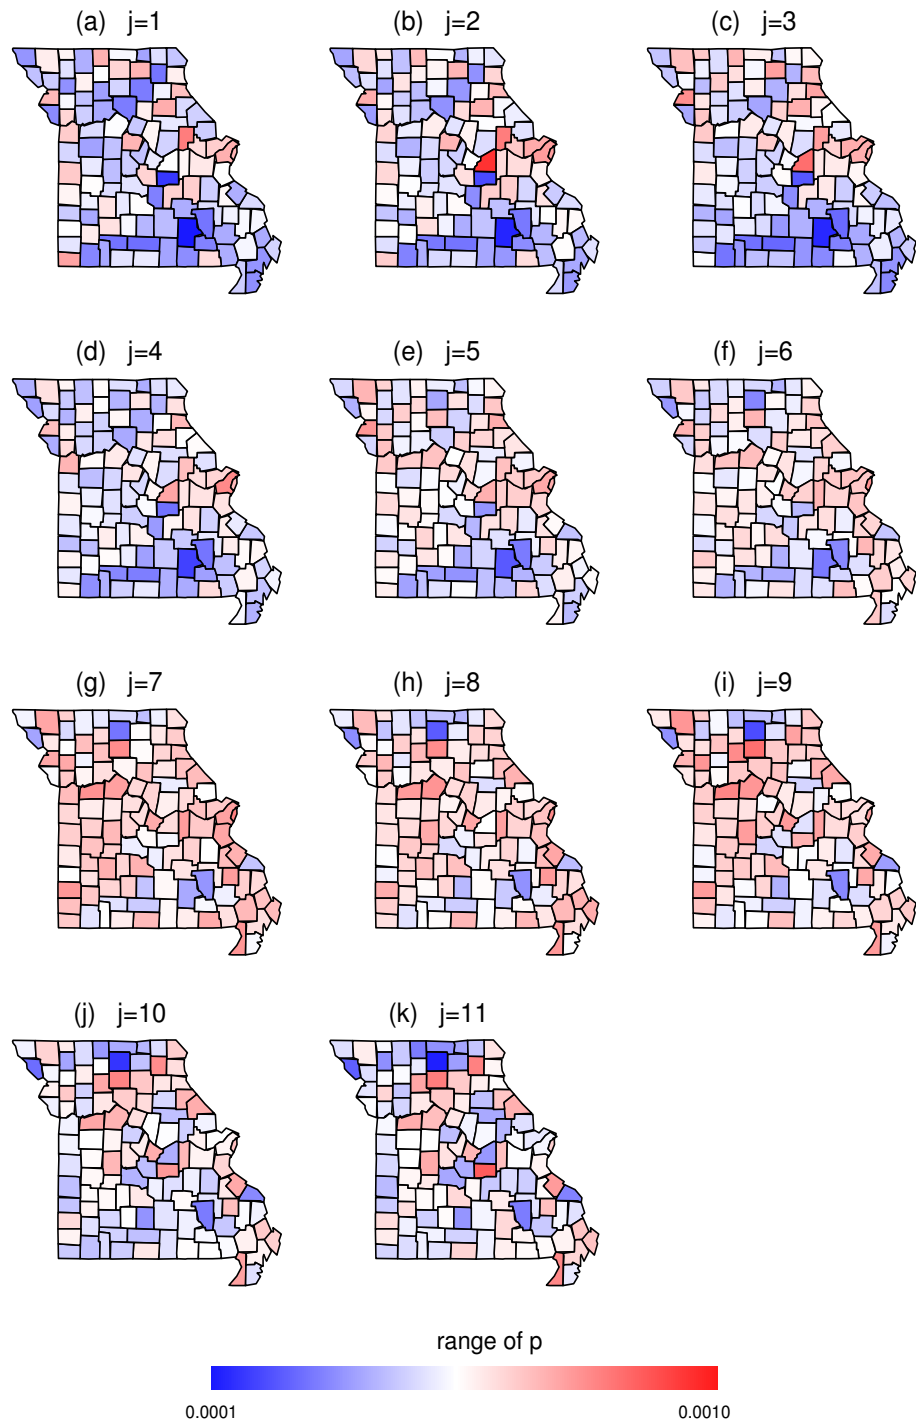 (a) j=1 (b) j=2 (c) j=3
(d) j=4 (e) j=5 (f) j=6
(g) j=7 (h) j=8 (i) j=9
(j) j=10 (k) j=11
range of p
0.0001 0.0010